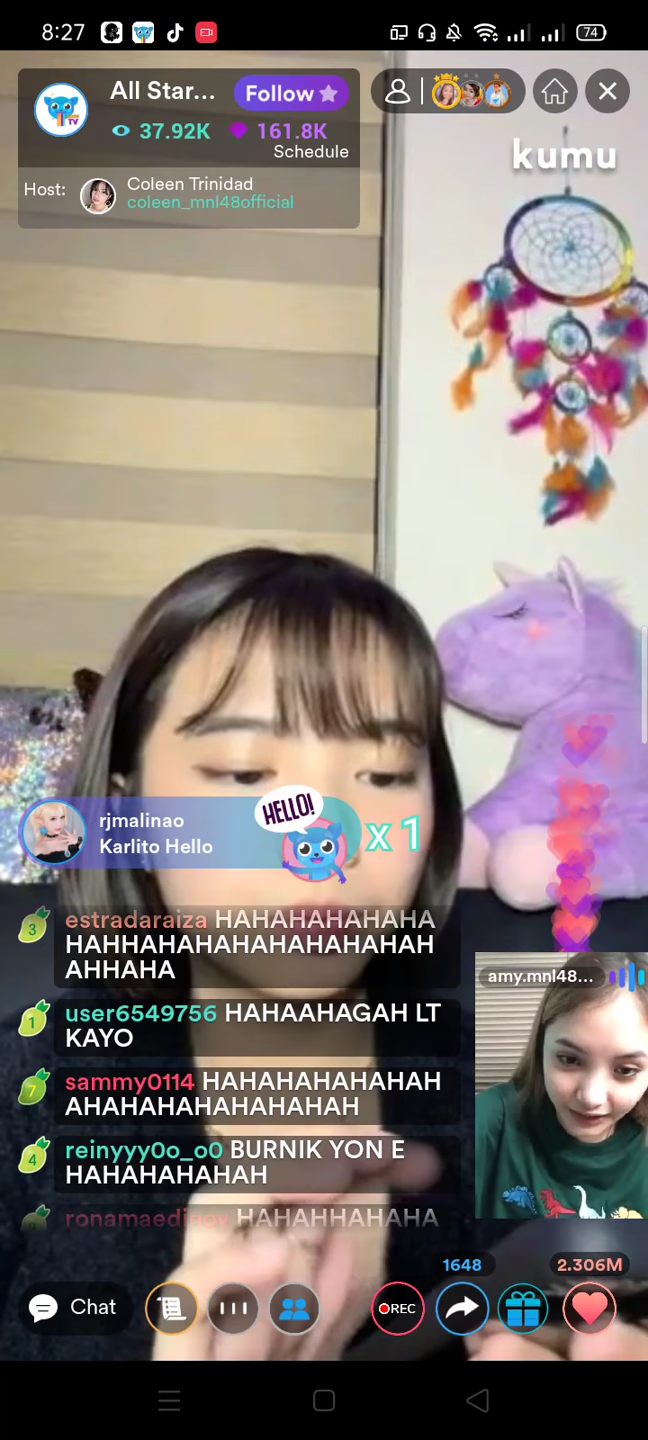 8:27
74
All Star...
Follow
TV
37.92K
161.8K
Schedule
Host:
Coleen Trinidad
coleen_mnl48official
kumu
rjmalinao
Karlito Hello
HELLO!
x 1
3
estradaraiza HAHAHAHAHAHA
HAHHAHAHAHAHAHAHAHAH
AHHAHA
1
user6549756 HAHAAHAGAH LT
KAYO
7
sammy0114 HAHAHAHAHAHAH
AHAHAHAHAHAHAHAH
4
reinyyy0o_o0 BURNIK YON E
HAHAHAHAHAH
HAHAHHAHAHA
amy.mnl48...
1648
2.306M
Chat
REC